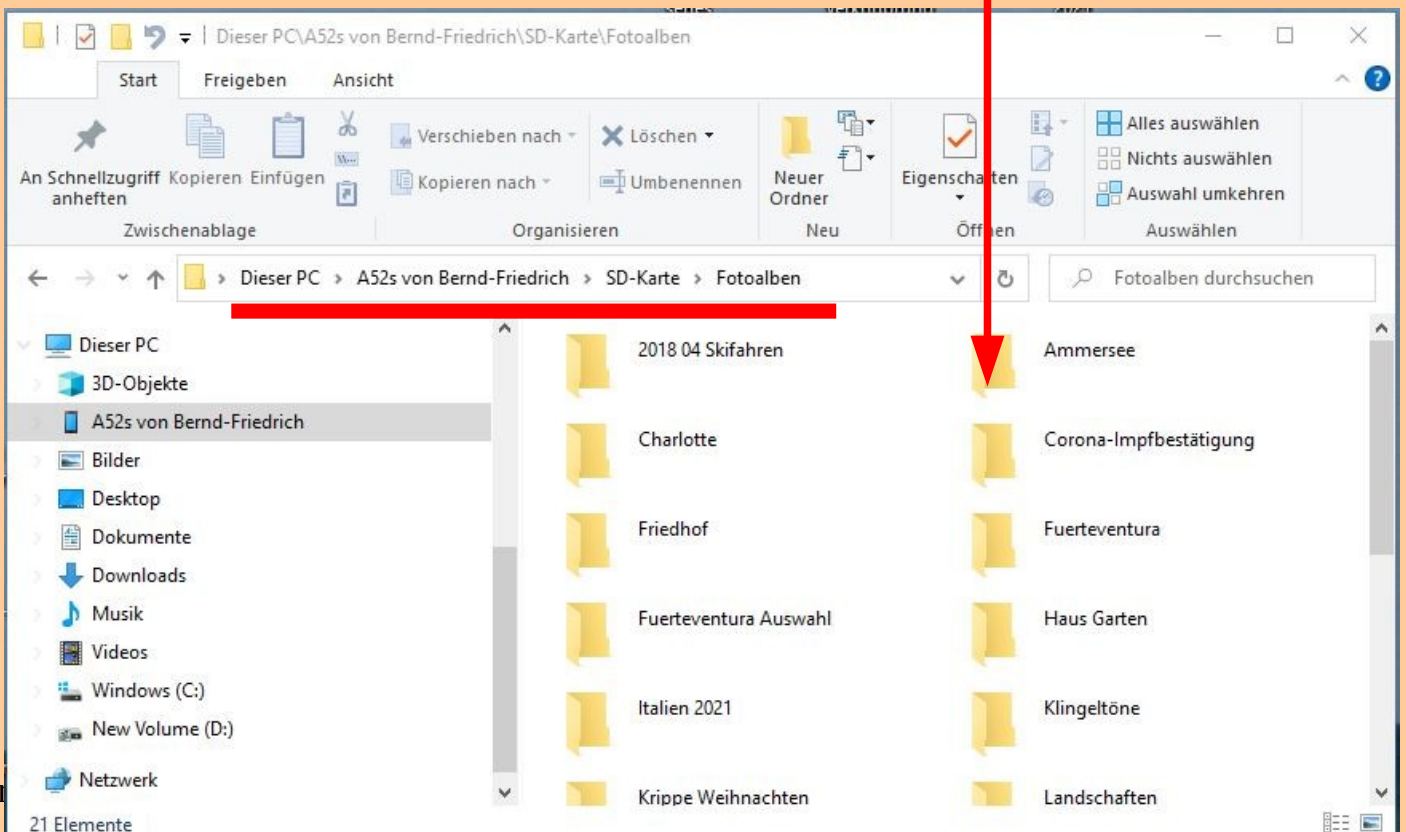 Dieser PC\A52s von Bernd-Friedrich\SD-Karte\Fotoalben
Start Freigeben Ansicht
An Schnellzugriff anheften
Kopieren
Einfügen
Verschieben nach
Kopieren nach
Löschen
Umbenennen
Neuer Ordner
Eigenschaften
Alles auswählen
Nichts auswählen
Auswahl umkehren
Zwischenablage Organisieren Neu Öffnen Auswählen
Dieser PC > A52s von Bernd-Friedrich > SD-Karte > Fotoalben
Fotoalben durchsuchen
Dieser PC
3D-Objekte
A52s von Bernd-Friedrich
Bilder
Desktop
Dokumente
Downloads
Musik
Videos
Windows (C:)
New Volume (D:)
Netzwerk
2018 04 Skifahren
Ammersee
Charlotte
Corona-Impfbestätigung
Friedhof
Fuerteventura
Fuerteventura Auswahl
Haus Garten
Italien 2021
Klingeltöne
Krippe Weihnachten
Landschaften
21 Elemente